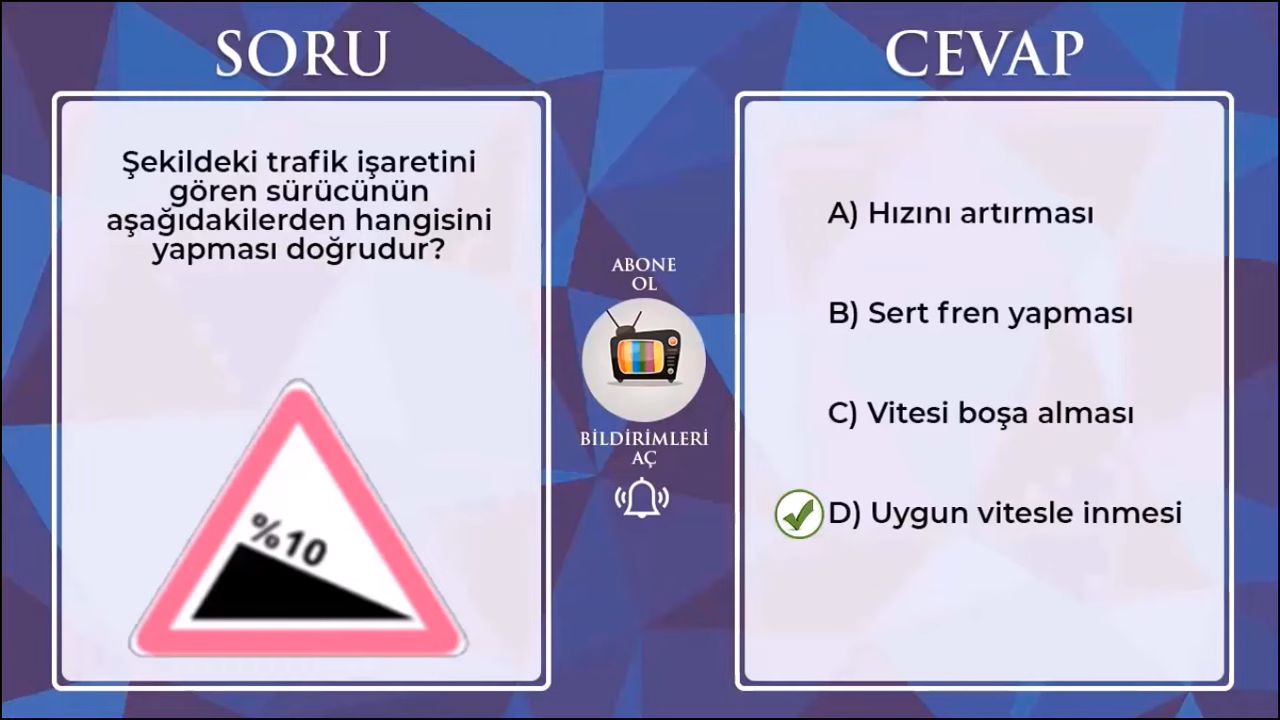 SORU
Şekildeki trafik işaretini
gören sürücünün
aşağıdakilerden hangisini
yapması doğrudur?
%10
ABONE
OL
BİLDİRİMLERİ
AÇ
CEVAP
A) Hızını artırması
B) Sert fren yapması
C) Vitesi boşa alması
D) Uygun vitesle inmesi